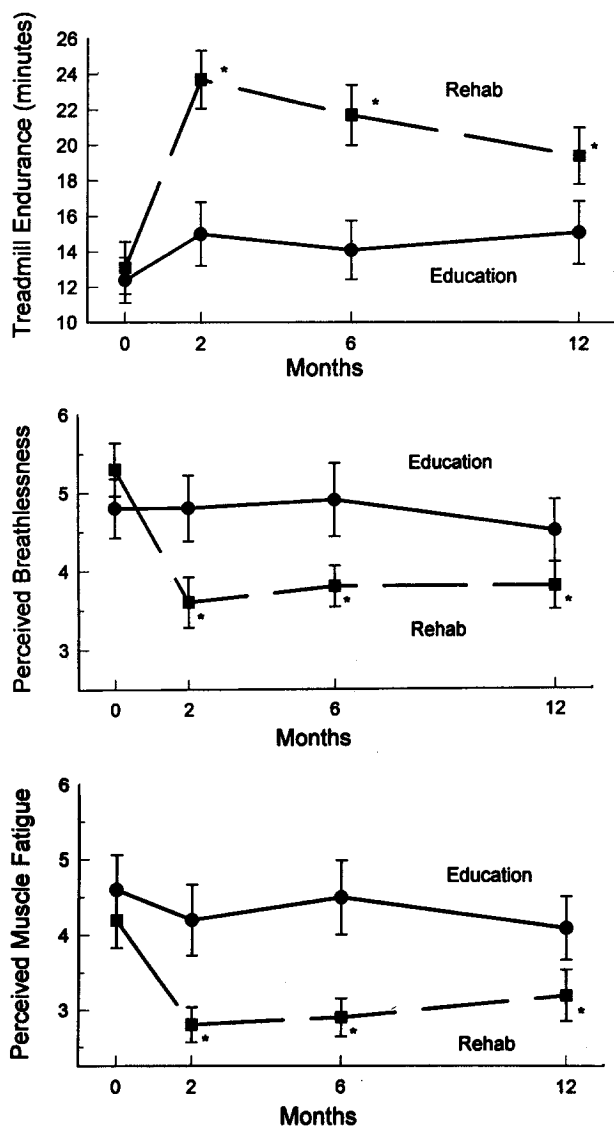 Treadmill Endurance (minutes)
26
24
22
20
18
16
14
12
10
*
*
*
Rehab
Education
0 2 6 12
Months
Perceived Breathlessness
6
5
4
3
Education
*
*
*
Rehab
0 2 6 12
Months
Perceived Muscle Fatigue
6
5
4
3
Education
*
*
*
Rehab
0 2 6 12
Months